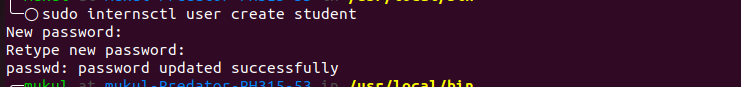 sudo internsctl user create student
New password:
Retype new password:
passwd: password updated successfully
mukul at mukul-Predator-PH315-53 in /usr/local/bin